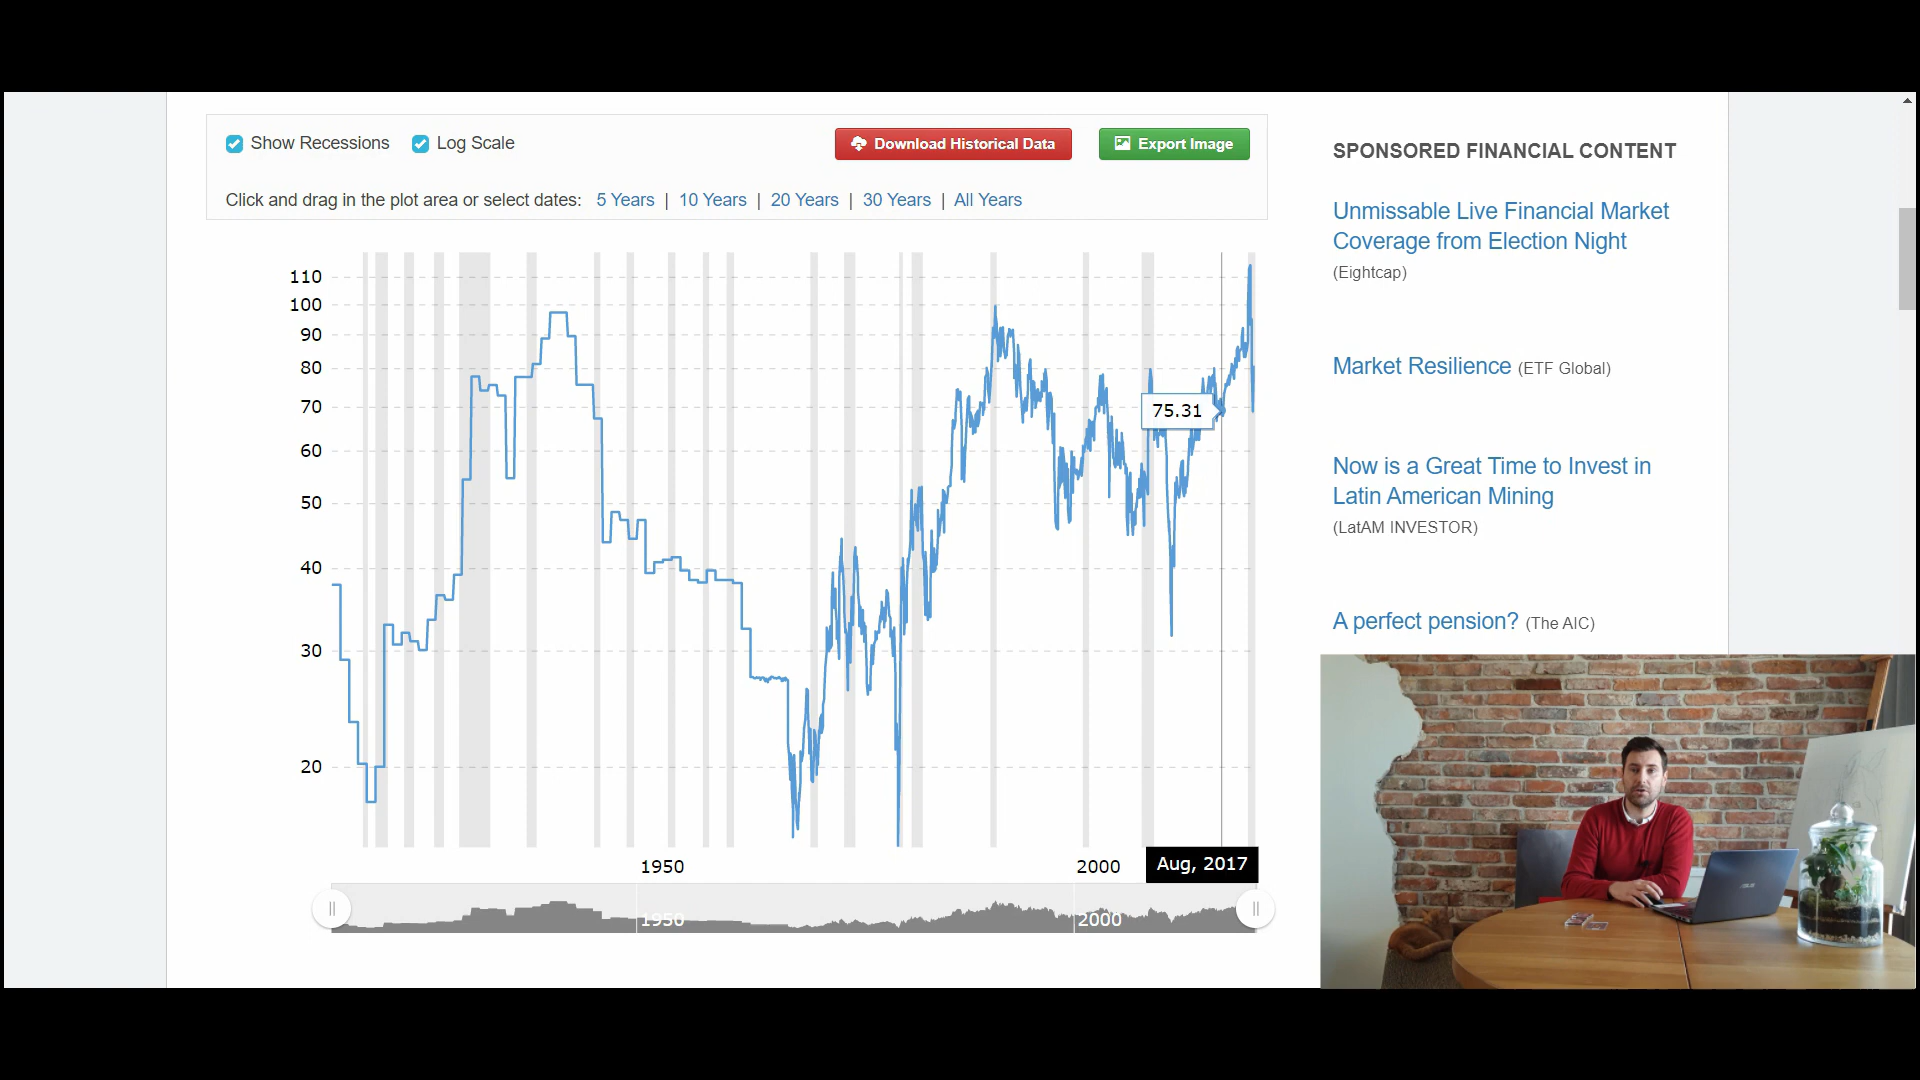 Show Recessions
Log Scale
Download Historical Data
Export Image
Click and drag in the plot area or select dates: 5 Years | 10 Years | 20 Years | 30 Years | All Years
110
100
90
80
70
60
50
40
30
20
75.31
1950
2000
Aug, 2017
1950
2000
SPONSORED FINANCIAL CONTENT
Unmissable Live Financial Market
Coverage from Election Night
(Eightcap)
Market Resilience (ETF Global)
Now is a Great Time to Invest in
Latin American Mining
(LatAM INVESTOR)
A perfect pension? (The AIC)